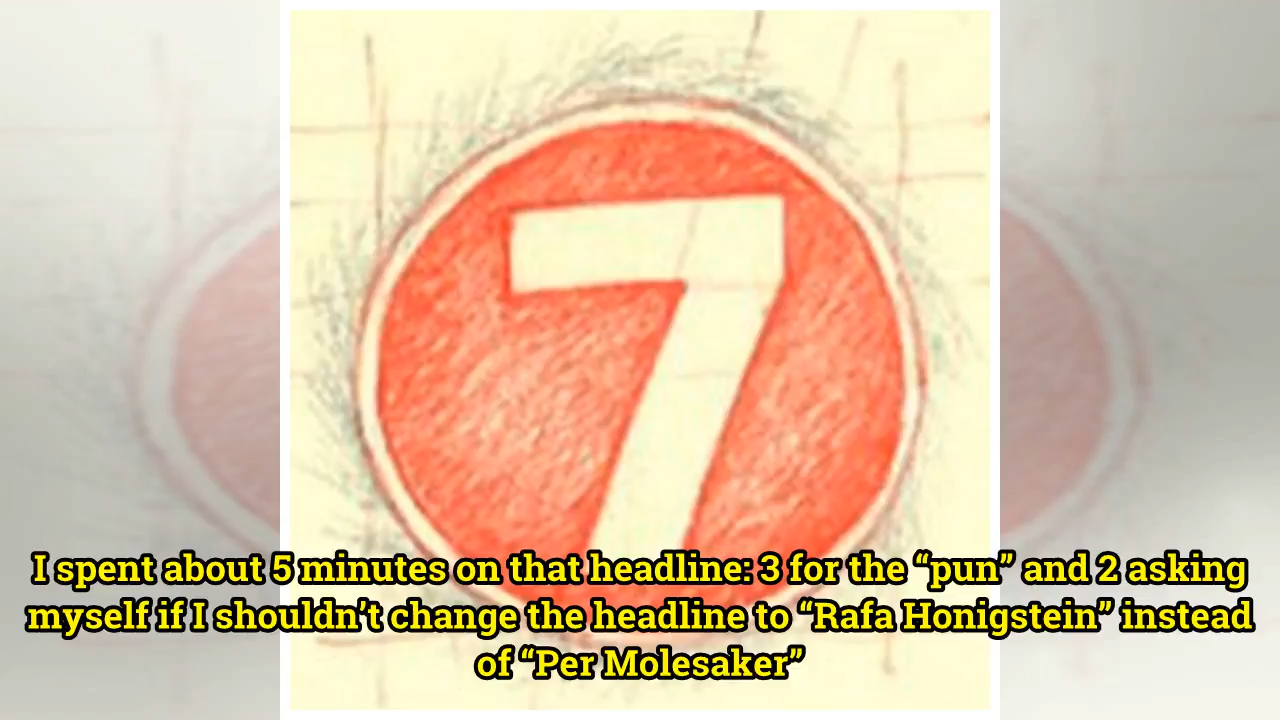 7
I spent about 5 minutes on that headline: 3 for the “pun” and 2 asking
myself if I shouldn’t change the headline to “Rafa Honigstein” instead
of “Per Molesaker”